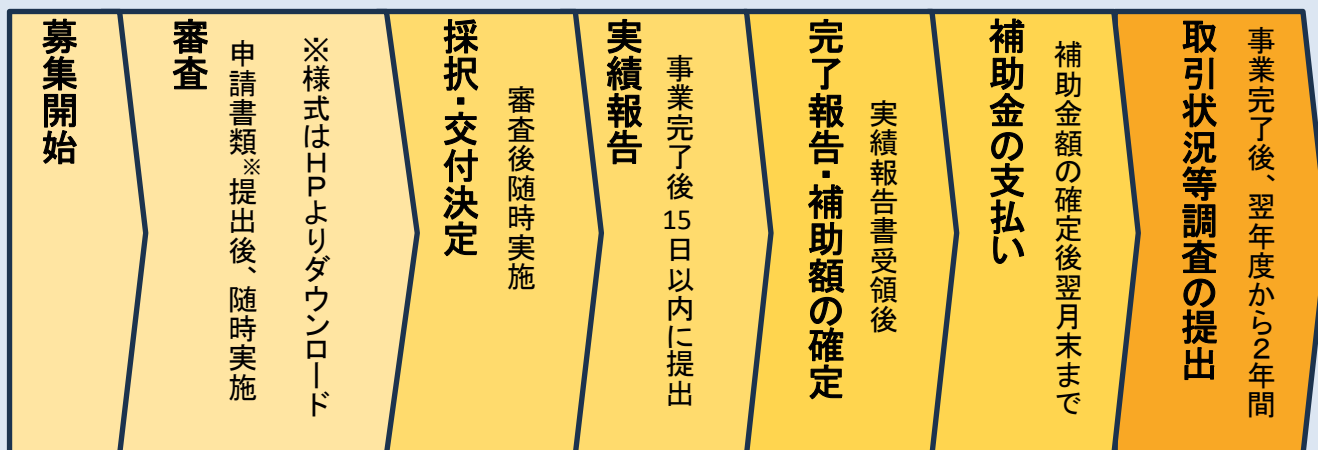 募集開始
審査
申請書類※提出後、随時実施
※様式はＨＰよりダウンロード
採択・交付決定
審査後随時実施
実績報告
事業完了後15日以内に提出
完了報告・補助額の確定
実績報告書受領後
補助金の支払い
補助金額の確定後翌月末まで
取引状況等調査の提出
事業完了後、翌年度から２年間